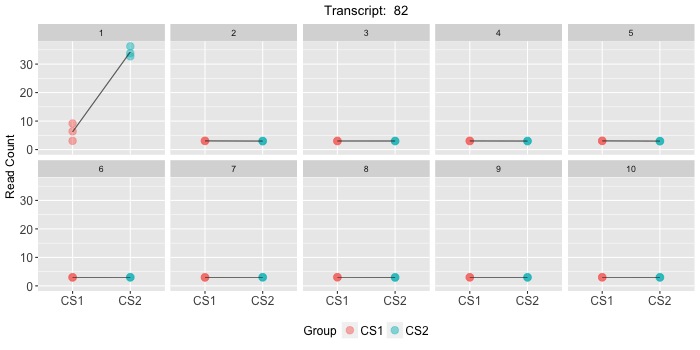 Transcript: 82
1 2 3 4 5
30
20
10
0
Read Count
6 7 8 9 10
30
20
10
0
CS1 CS2 CS1 CS2 CS1 CS2 CS1 CS2 CS1 CS2
Group CS1 CS2